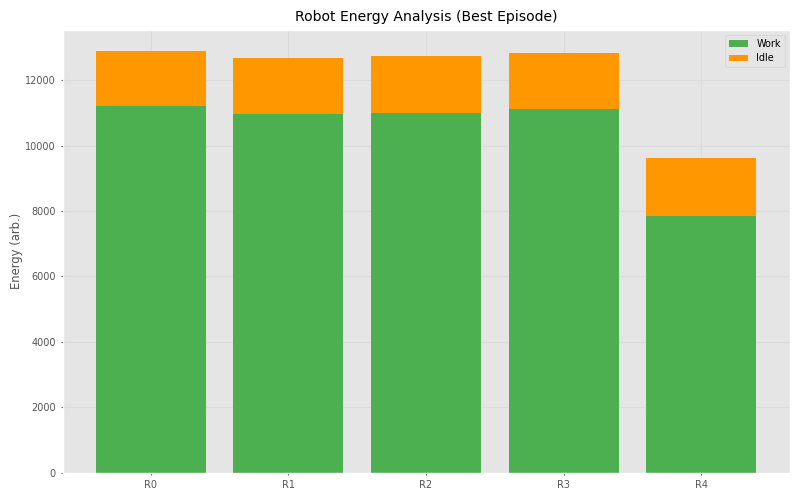 Robot Energy Analysis (Best Episode)
Work
Idle
Energy (arb.)
12000
10000
8000
6000
4000
2000
0
R0 R1 R2 R3 R4